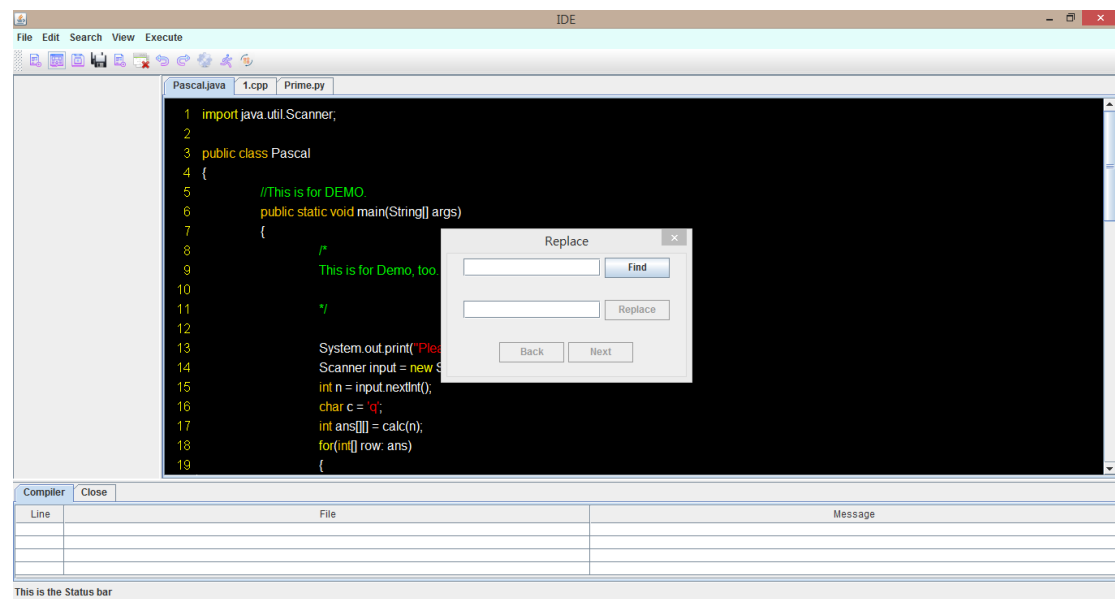 IDE
File Edit Search View Execute
Pascal.java 1.cpp Prime.py
1 import java.util.Scanner;
2
3 public class Pascal
4 {
5 //This is for DEMO.
6 public static void main(String[] args)
7 {
8 /*
9 This is for Demo, too.
10
11 */
12
13 System.out.print("Plea
14 Scanner input = new S
15 int n = input.nextInt();
16 char c = 'q';
17 int ans[][] = calc(n);
18 for(int[] row: ans)
19 {
Replace
Find
Replace
Back Next
Compiler Close
Line File Message
This is the Status bar